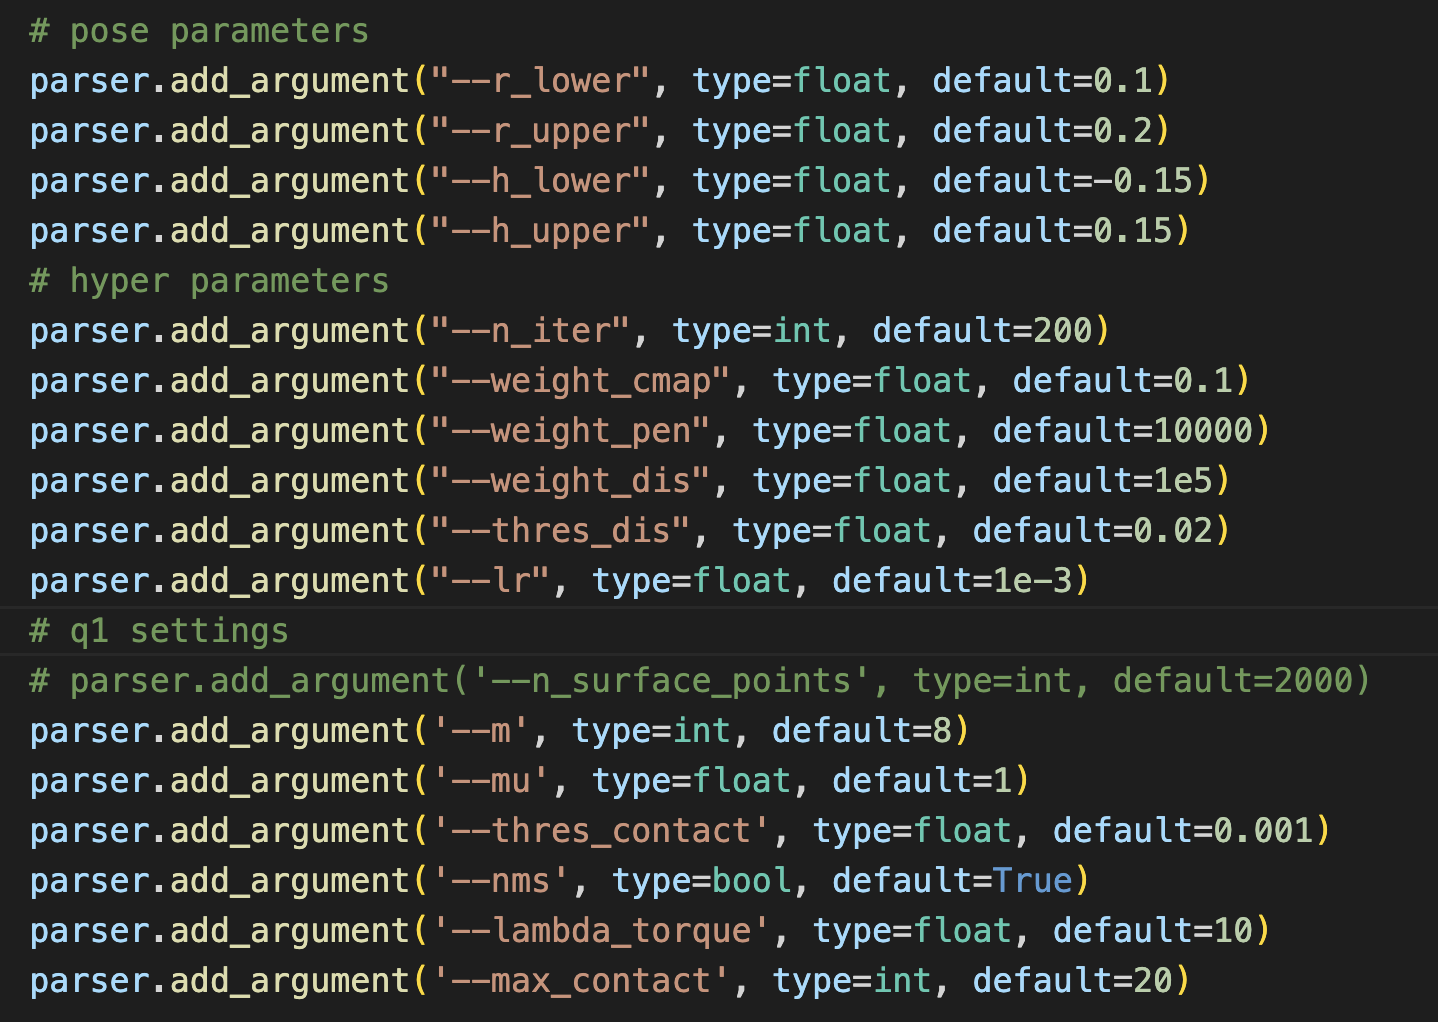 # pose parameters
parser.add_argument("--r_lower", type=float, default=0.1)
parser.add_argument("--r_upper", type=float, default=0.2)
parser.add_argument("--h_lower", type=float, default=-0.15)
parser.add_argument("--h_upper", type=float, default=0.15)
# hyper parameters
parser.add_argument("--n_iter", type=int, default=200)
parser.add_argument("--weight_cmap", type=float, default=0.1)
parser.add_argument("--weight_pen", type=float, default=10000)
parser.add_argument("--weight_dis", type=float, default=1e5)
parser.add_argument("--thres_dis", type=float, default=0.02)
parser.add_argument("--lr", type=float, default=1e-3)
# q1 settings
# parser.add_argument('--n_surface_points', type=int, default=2000)
parser.add_argument('--m', type=int, default=8)
parser.add_argument('--mu', type=float, default=1)
parser.add_argument('--thres_contact', type=float, default=0.001)
parser.add_argument('--nms', type=bool, default=True)
parser.add_argument('--lambda_torque', type=float, default=10)
parser.add_argument('--max_contact', type=int, default=20)